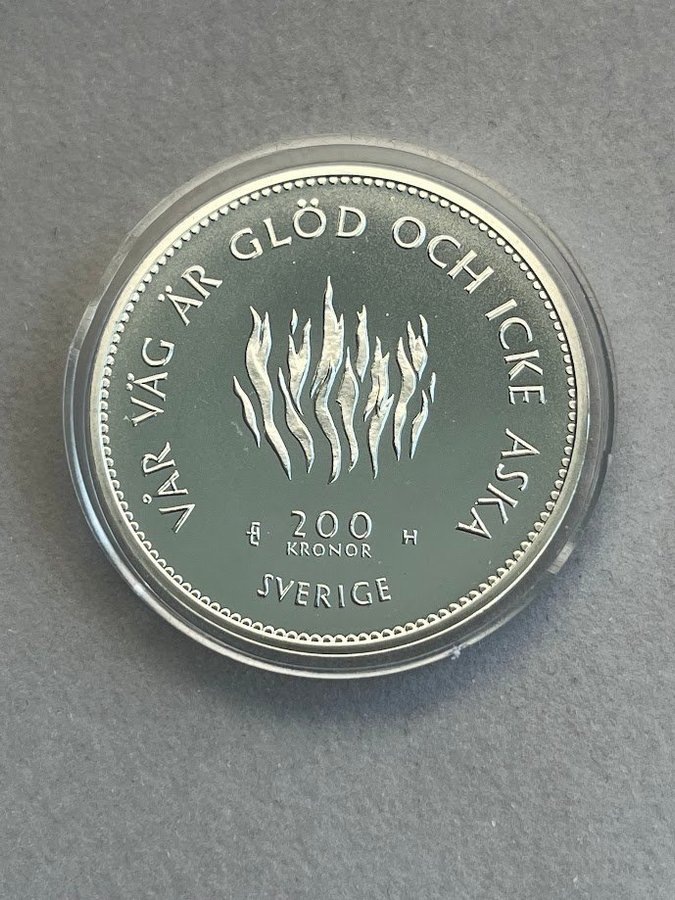 VÅR VÄG ÄR GLÖD OCH ICKE ASKA
200
KRONOR
H
SVERIGE